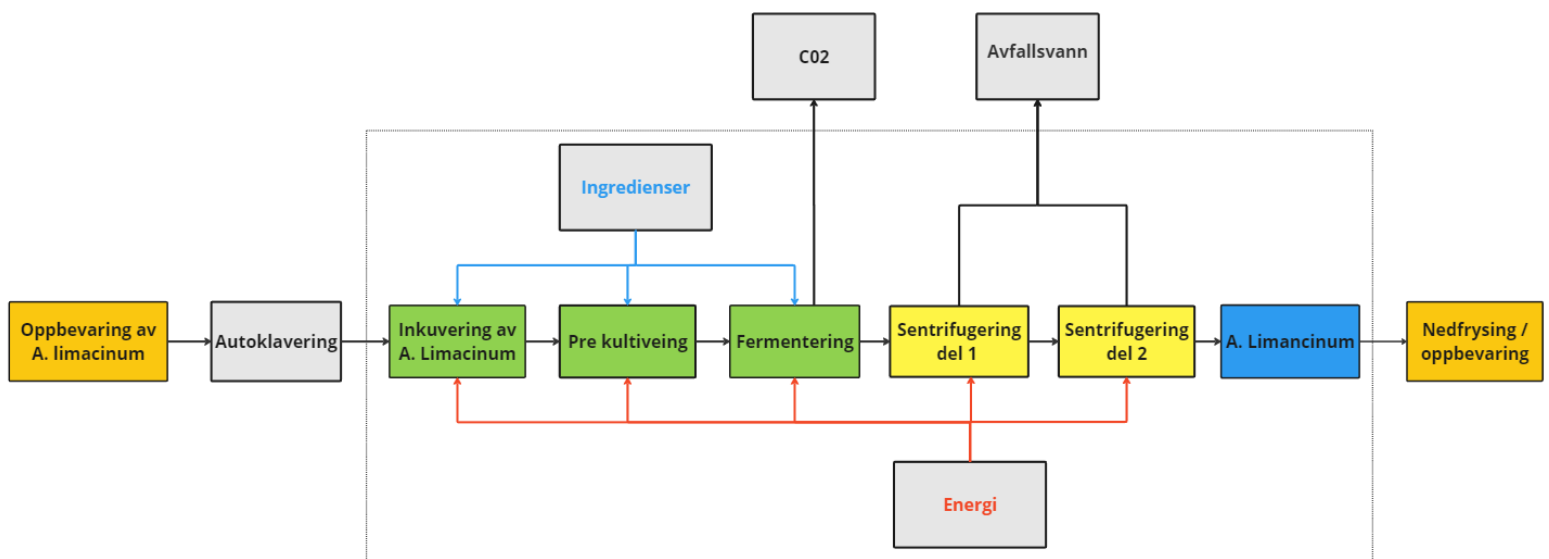 C02
Avfallsvann
Ingredienser
Oppbevaring av
A. limacinum
Autoklavering
Inkuvering av
A. Limacinum
Pre kultiveing
Fermentering
Sentrifugering
del 1
Sentrifugering
del 2
A. Limancinum
Nedfrysing /
oppbevaring
Energi